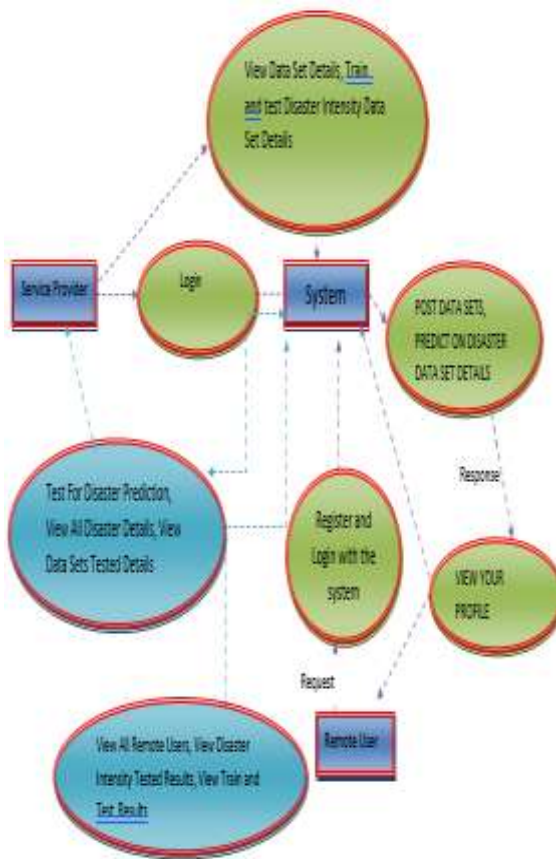 View Data Set Details, Train
and test Disaster Intensity Data
Set Details
Service Provider
Login
System
POST DATA SETS,
PREDICT ON DISASTER
DATA SET DETAILS
Response
Test For Disaster Prediction,
View All Disaster Details, View
Data Sets Tested Details
Register and
Login with the
system
VIEW YOUR
PROFILE
Request
Remote User
View All Remote Users, View Disaster
Intensity Tested Results, View Train and
Test Results